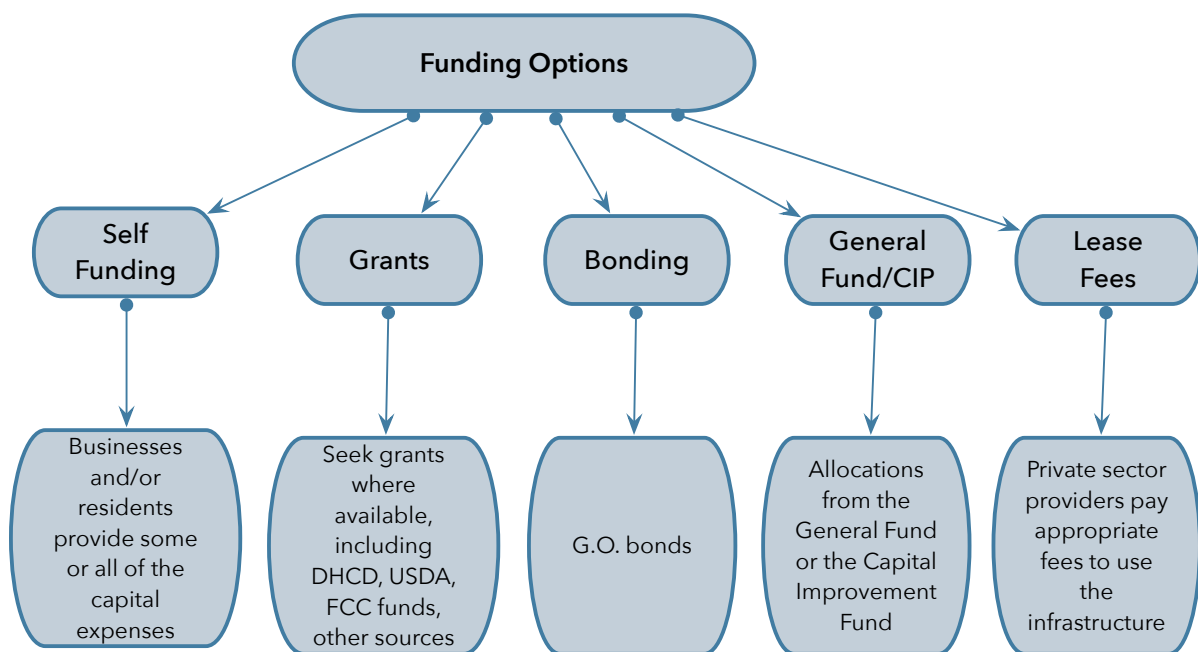 Funding Options
Self
Funding
Grants
Bonding
General
Fund/CIP
Lease
Fees
Businesses
and/or
residents
provide some
or all of the
capital
expenses
Seek grants
where
available,
including
DHCD, USDA,
FCC funds,
other sources
G.O. bonds
Allocations
from the
General Fund
or the Capital
Improvement
Fund
Private sector
providers pay
appropriate
fees to use
the
infrastructure